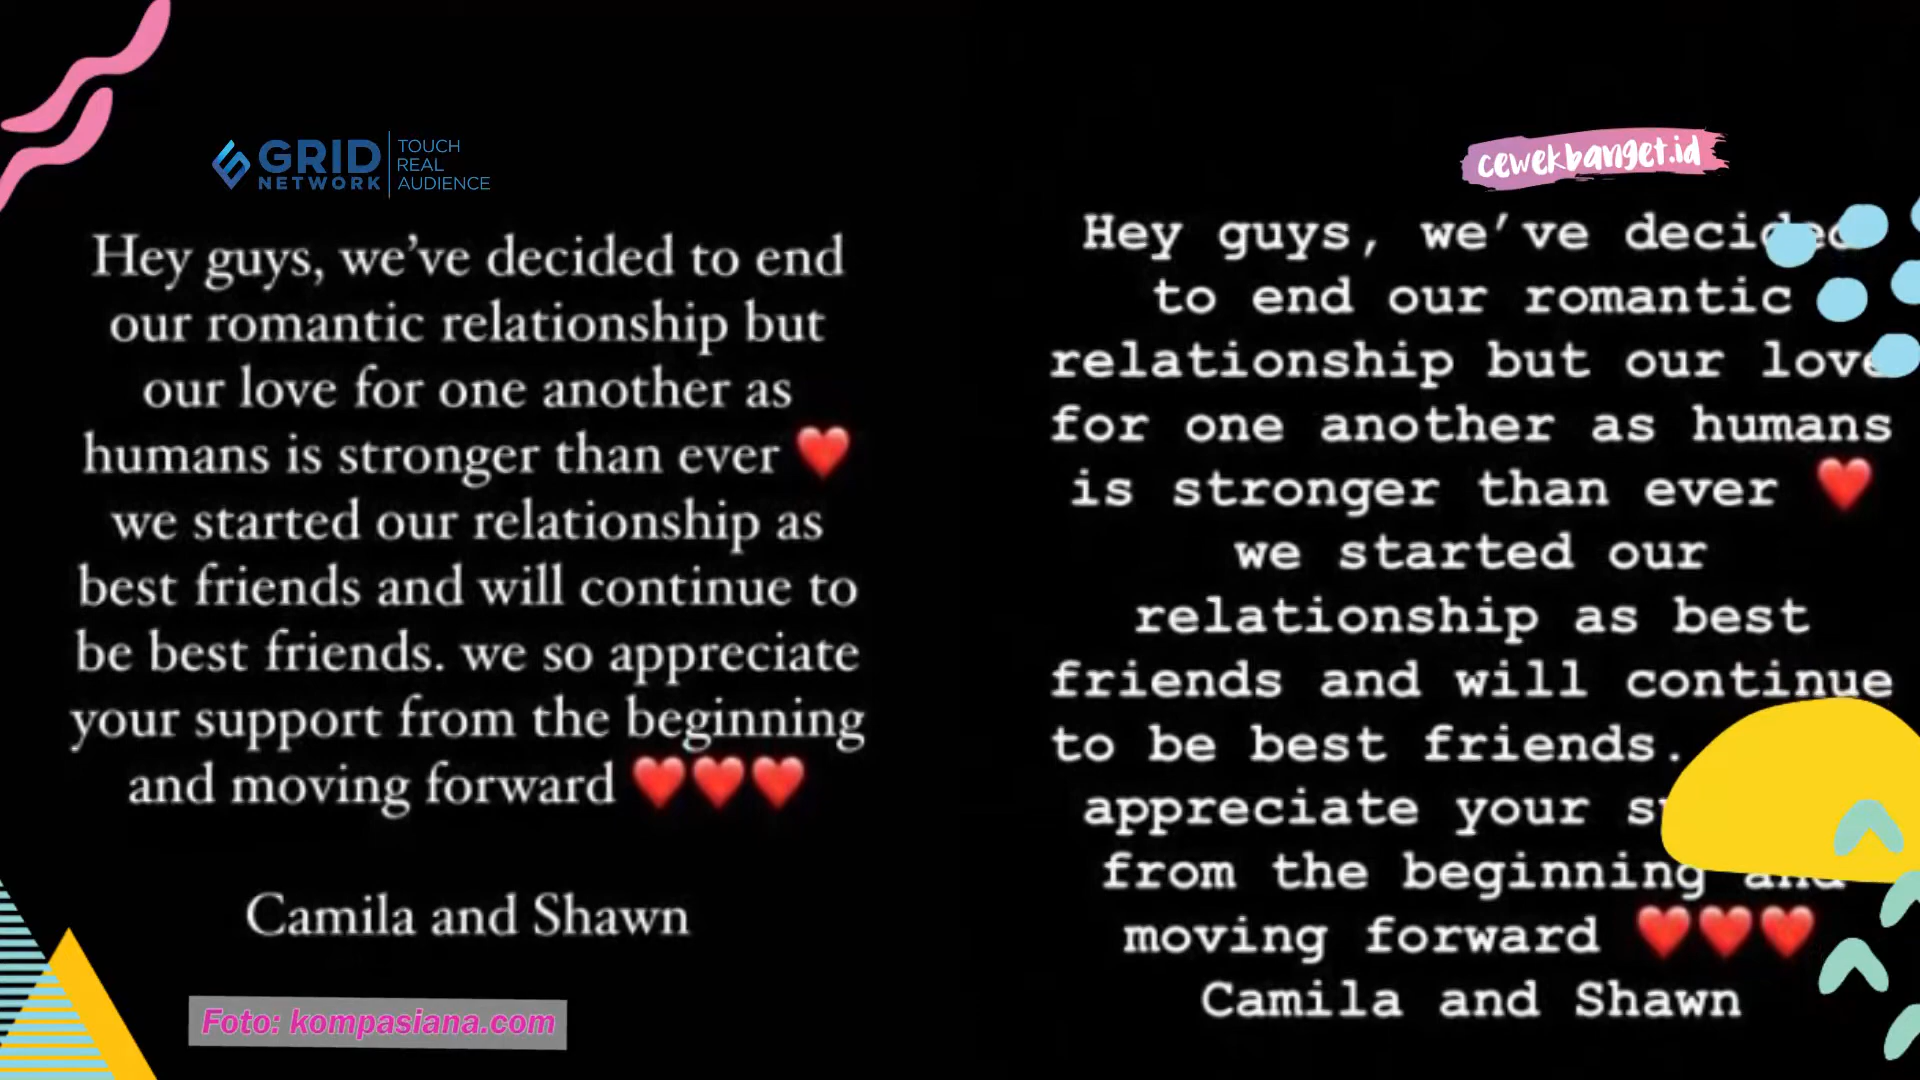 GRID
NETWORK
TOUCH
REAL
AUDIENCE
cewekbanget.id
Hey guys, we've decided to end
our romantic relationship but
our love for one another as
humans is stronger than ever ❤️
we started our relationship as
best friends and will continue to
be best friends. we so appreciate
your support from the beginning
and moving forward ❤️❤️❤️
Camila and Shawn
Foto: kompasiana.com
Hey guys, we've decided
to end our romantic
relationship but our love
for one another as humans
is stronger than ever ❤️
we started our
relationship as best
friends and will continue
to be best friends.
appreciate your
from the beginning and
moving forward ❤️❤️❤️
Camila and Shawn